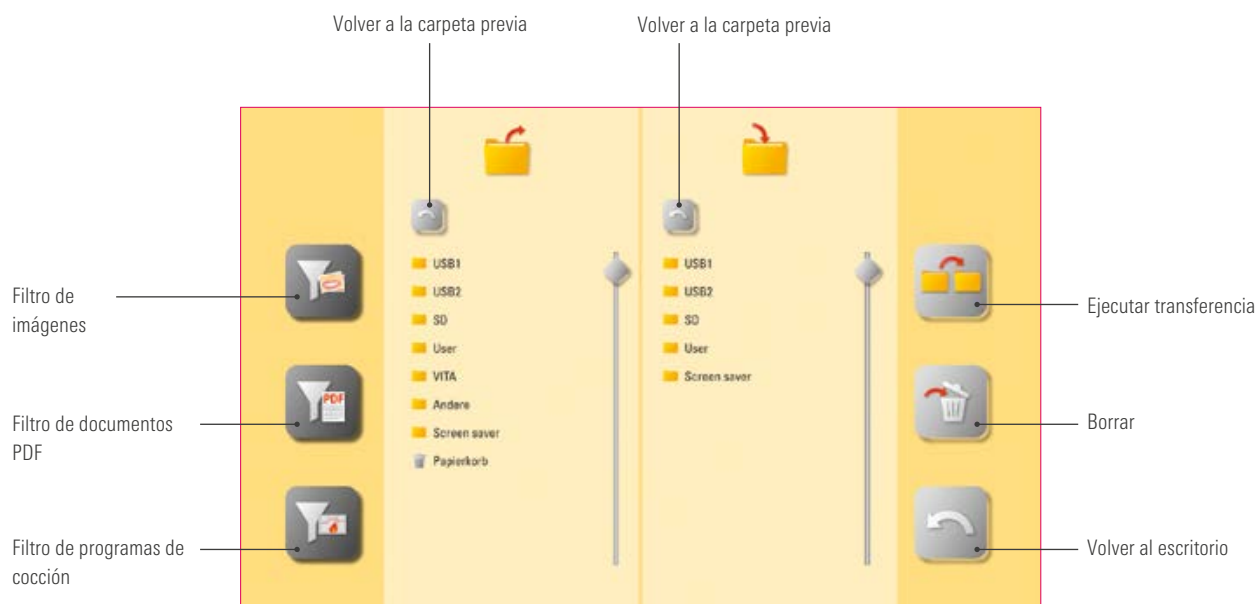 Volver a la carpeta previa
Volver a la carpeta previa
Filtro de
imágenes
Filtro de documentos
PDF
Filtro de programas de
cocción
PDF
USB1
USB2
SD
User
VITA
Andere
Screen saver
Papierkorb
USB1
USB2
SD
User
Screen saver
Ejecutar transferencia
Borrar
Volver al escritorio